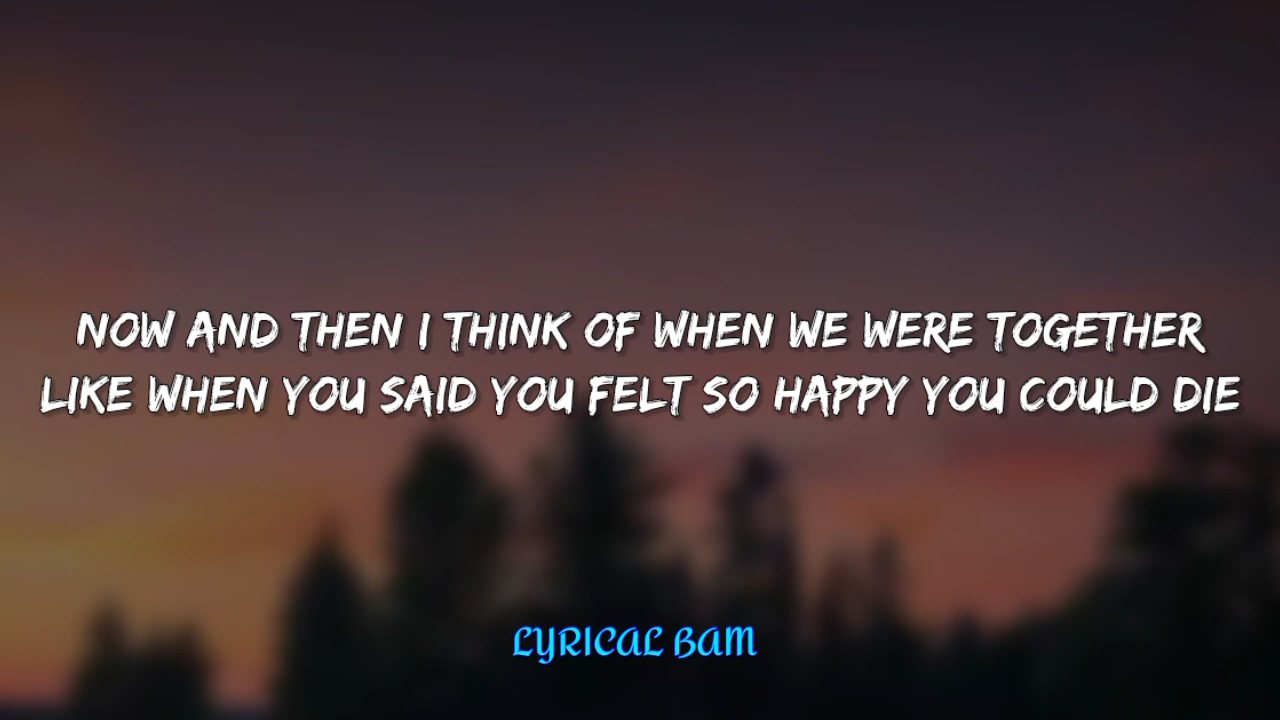 NOW AND THEN I THINK OF WHEN WE WERE TOGETHER
LIKE WHEN YOU SAID YOU FELT SO HAPPY YOU COULD DIE
LYRICAL BAM